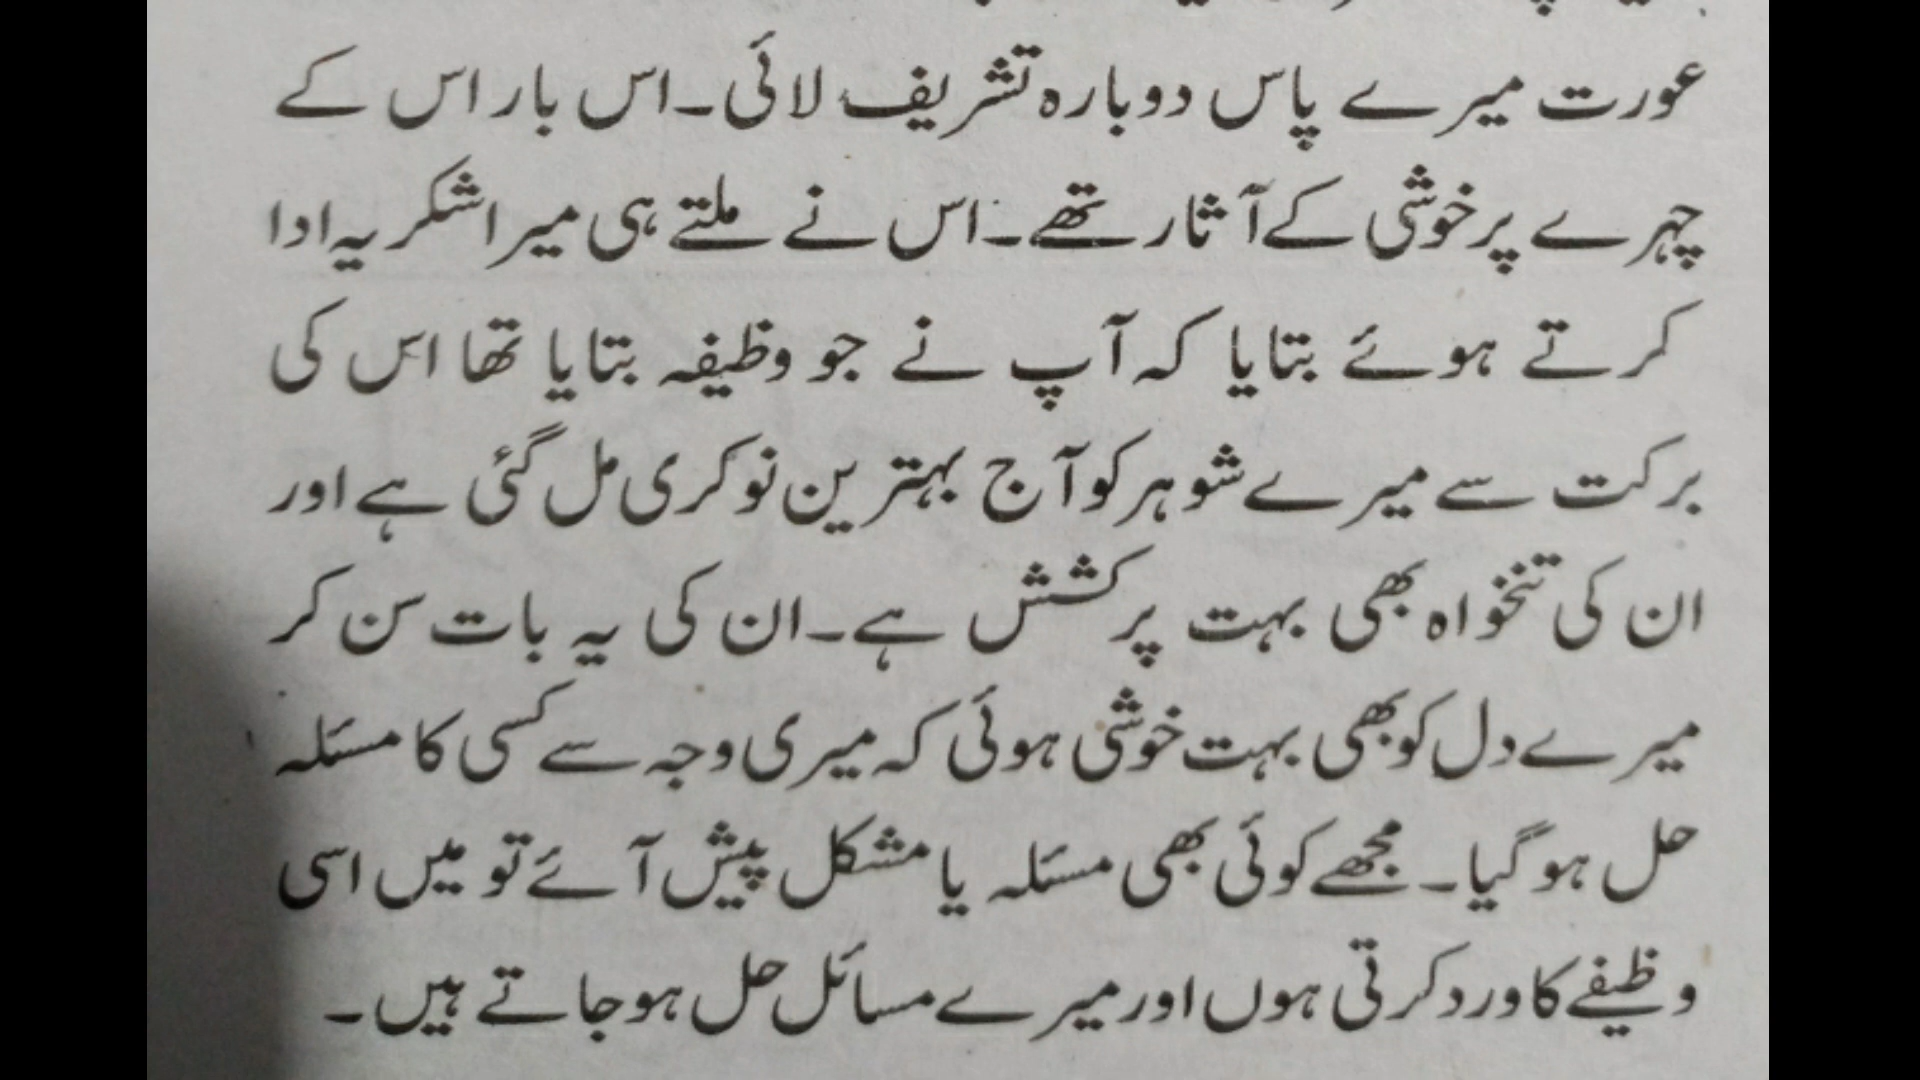 عورت میرے پاس دوبارہ تشریف لائی۔ اس بار اس کے
چہرے پر خوشی کے آثار تھے۔ اس نے ملتے ہی میرا شکریہ ادا
کرتے ہوئے بتایا کہ آپ نے جو وظیفہ بتایا تھا اس کی
برکت سے میرے شوہر کو آج بہترین نوکری مل گئی ہے اور
ان کی تنخواہ بھی بہت پرکشش ہے۔ ان کی یہ بات سن کر
میرے دل کو بھی بہت خوشی ہوئی کہ میری وجہ سے کسی کا مسئلہ
حل ہو گیا۔ مجھے کوئی بھی مسئلہ یا مشکل پیش آئے تو میں اسی
وظیفے کا ورد کرتی ہوں اور میرے مسائل حل ہو جاتے ہیں۔